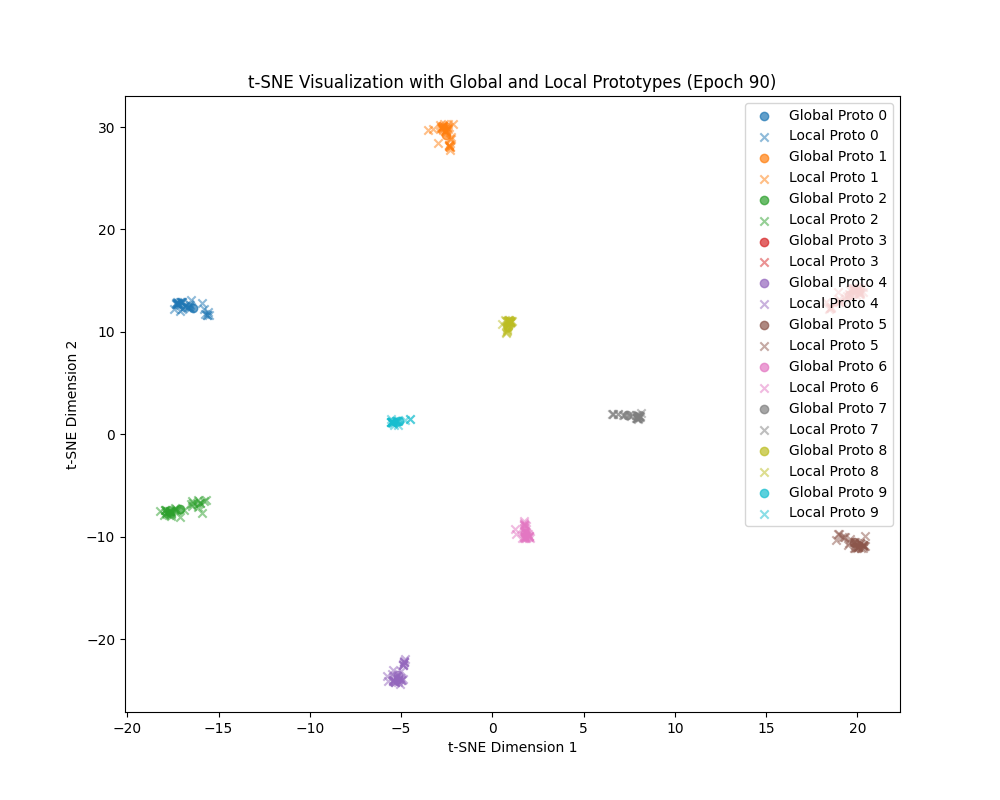 t-SNE Visualization with Global and Local Prototypes (Epoch 90)
30
20
10
0
−10
−20
t-SNE Dimension 2
−20
−15
−10
−5
0
5
10
15
20
t-SNE Dimension 1
Global Proto 0
Local Proto 0
Global Proto 1
Local Proto 1
Global Proto 2
Local Proto 2
Global Proto 3
Local Proto 3
Global Proto 4
Local Proto 4
Global Proto 5
Local Proto 5
Global Proto 6
Local Proto 6
Global Proto 7
Local Proto 7
Global Proto 8
Local Proto 8
Global Proto 9
Local Proto 9